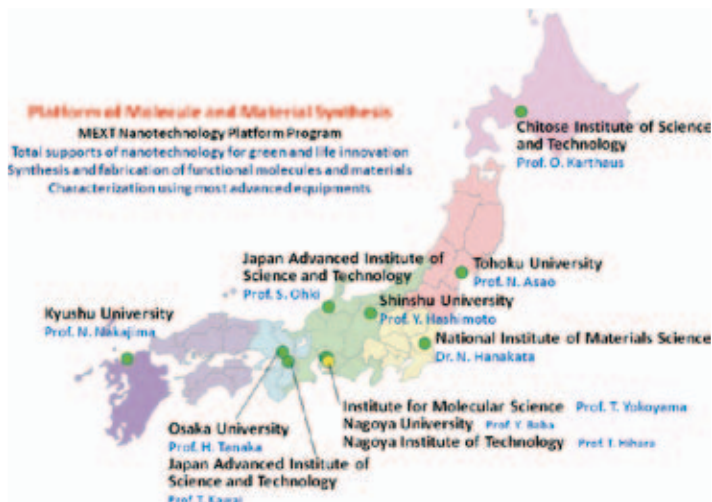 Platform of Molecule and Material Synthesis
MEXT Nanotechnology Platform Program
Total supports of nanotechnology for green and life innovation
Synthesis and fabrication of functional molecules and materials
Characterization using most advanced equipments
Chitose Institute of Science
and Technology
Prof. O. Karthaus
Japan Advanced Institute of
Science and Technology
Prof. S. Ohki
Tohoku University
Prof. N. Asao
Shinshu University
Prof. Y. Hashimoto
Kyushu University
Prof. N. Nakajima
National Institute of Materials Science
Dr. N. Hanakata
Institute for Molecular Science Prof. T. Yokoyama
Nagoya University Prof. Y. Baba
Nagoya Institute of Technology Prof. T. Hihara
Osaka University
Prof. H. Tanaka
Japan Advanced Institute of
Science and Technology
Prof. T. Kawai